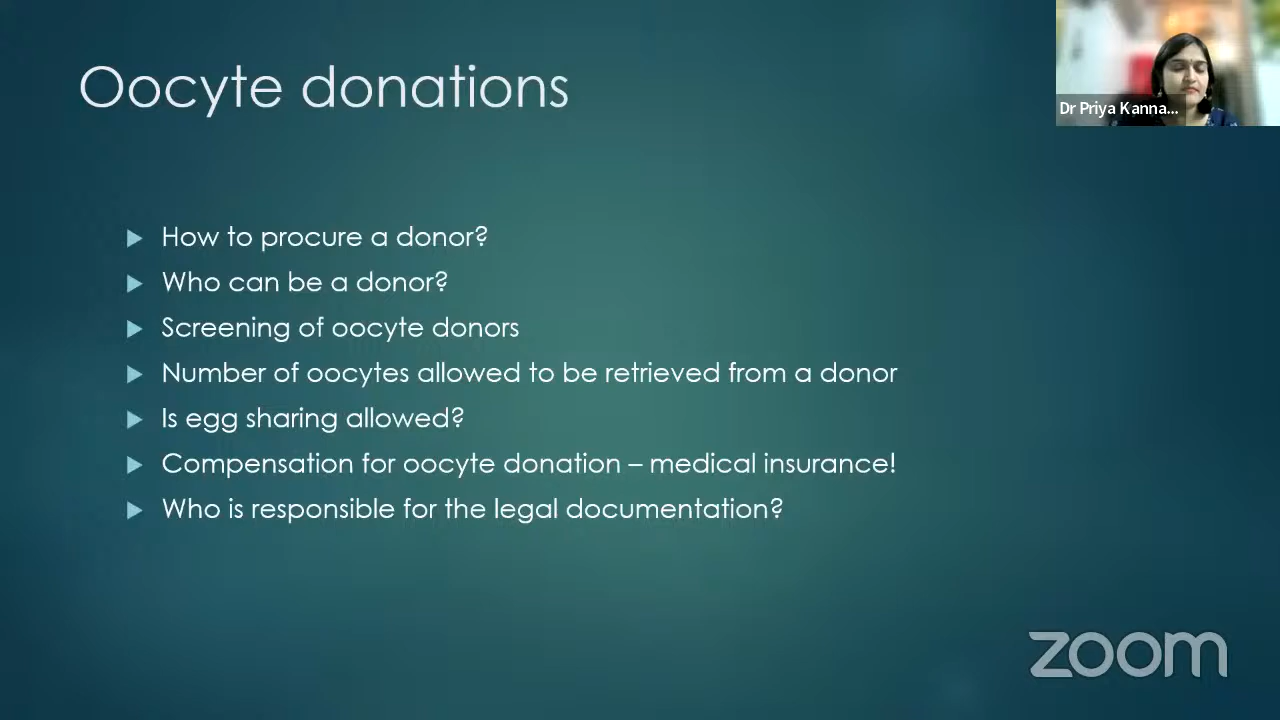 Oocyte donations
Dr Priya Kanna...
How to procure a donor?
Who can be a donor?
Screening of oocyte donors
Number of oocytes allowed to be retrieved from a donor
Is egg sharing allowed?
Compensation for oocyte donation – medical insurance!
Who is responsible for the legal documentation?
zoom